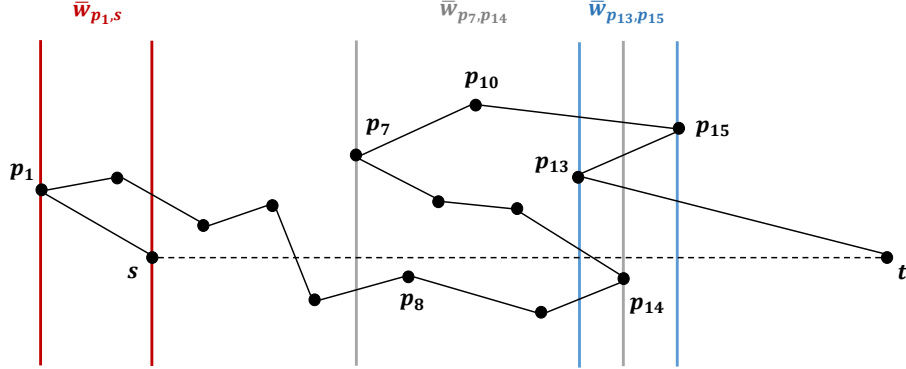 w̄ₚ₁,ₛ
w̄ₚ₇,ₚ₁₄
w̄ₚ₁₃,ₚ₁₅
p₁₀
p₇
p₁₅
p₁
p₁₃
s
t
p₈
p₁₄